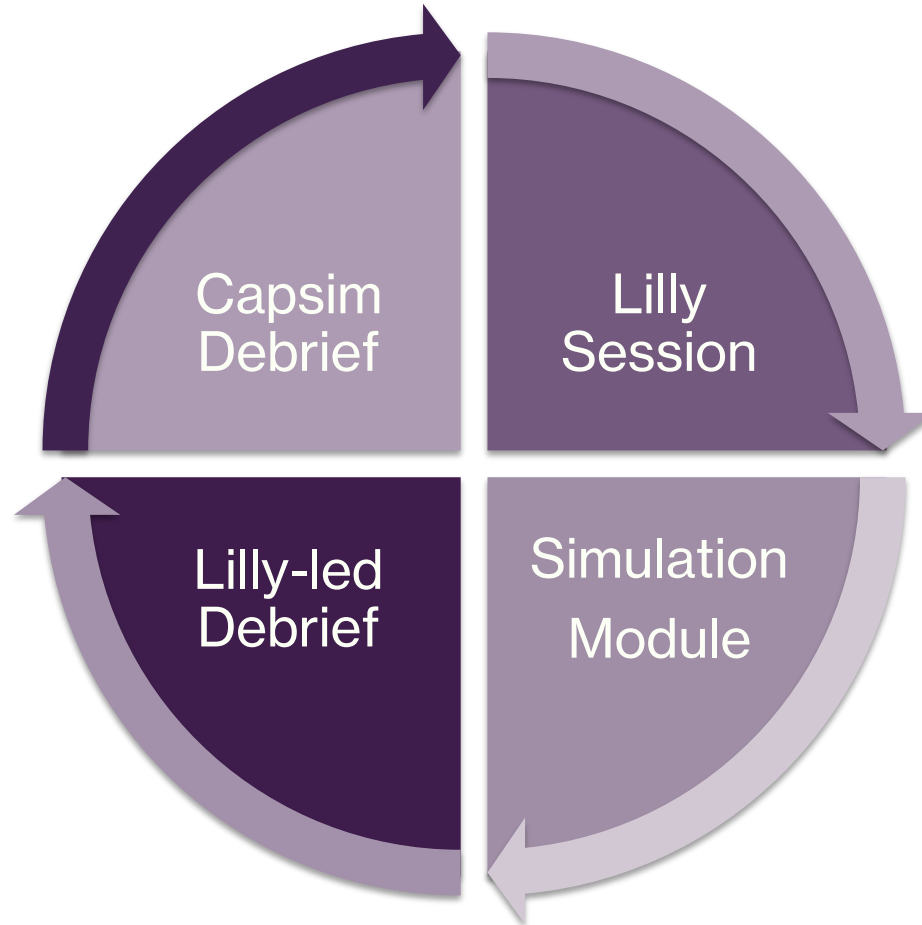 Capsim
Debrief
Lilly
Session
Lilly-led
Debrief
Simulation
Module